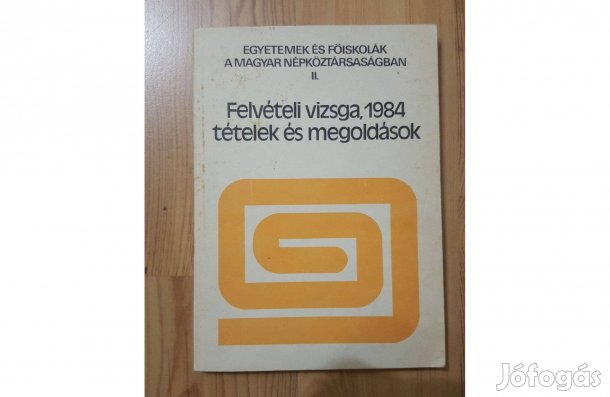 EGYETEMEK ÉS FŐISKOLÁK
A MAGYAR NÉPKÖZTÁRSASÁGBAN
II.
Felvételi vizsga, 1984
tételek és megoldások
Jófogás